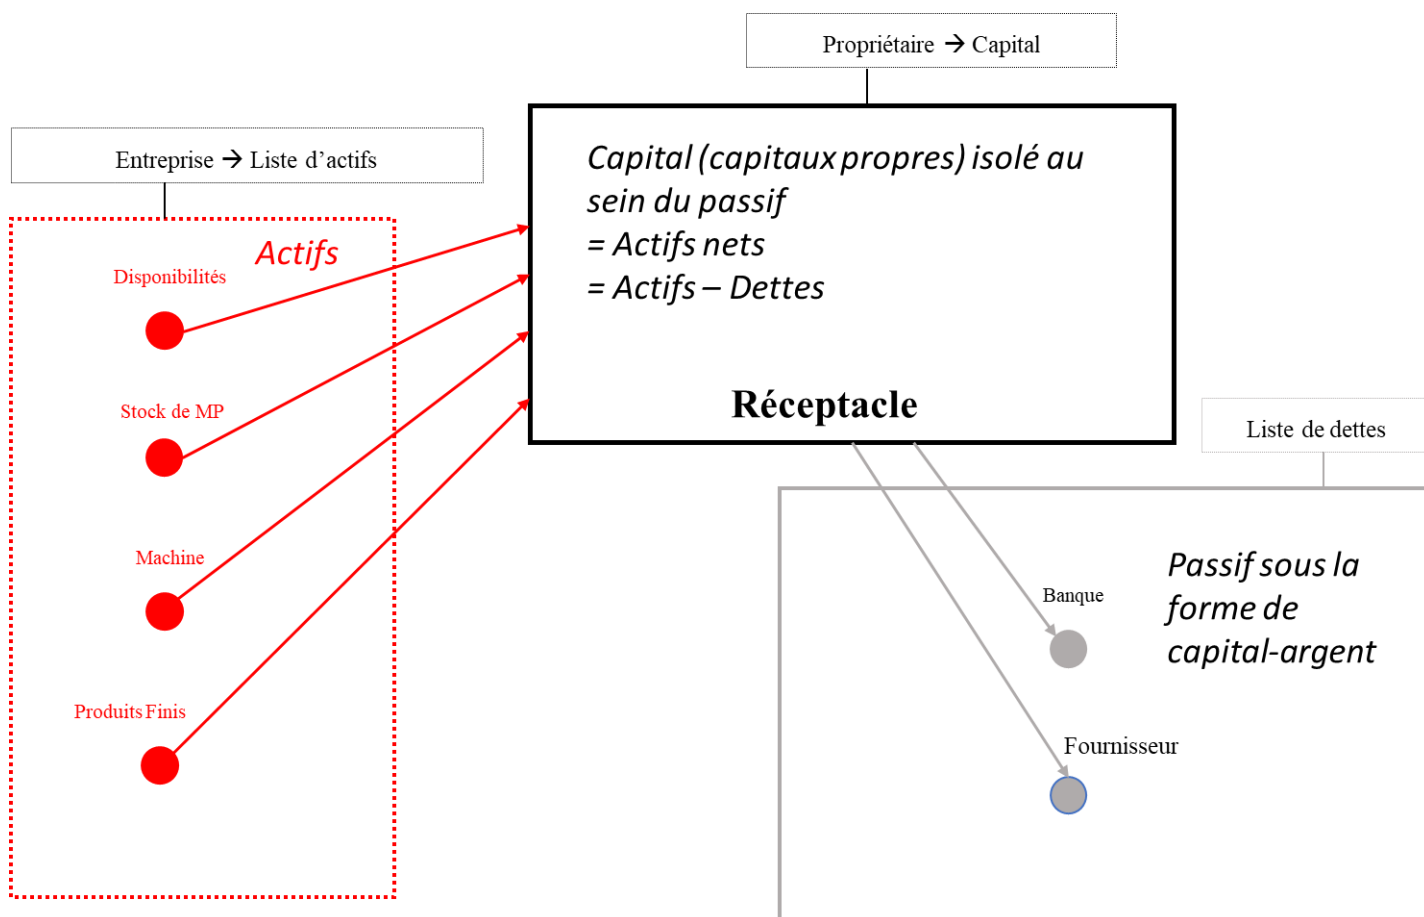 Propriétaire → Capital
Entreprise → Liste d’actifs
Capital (capitaux propres) isolé au
sein du passif
= Actifs nets
= Actifs – Dettes
Réceptacle
Actifs
Disponibilités
Stock de MP
Machine
Produits Finis
Liste de dettes
Passif sous la
forme de
capital-argent
Banque
Fournisseur